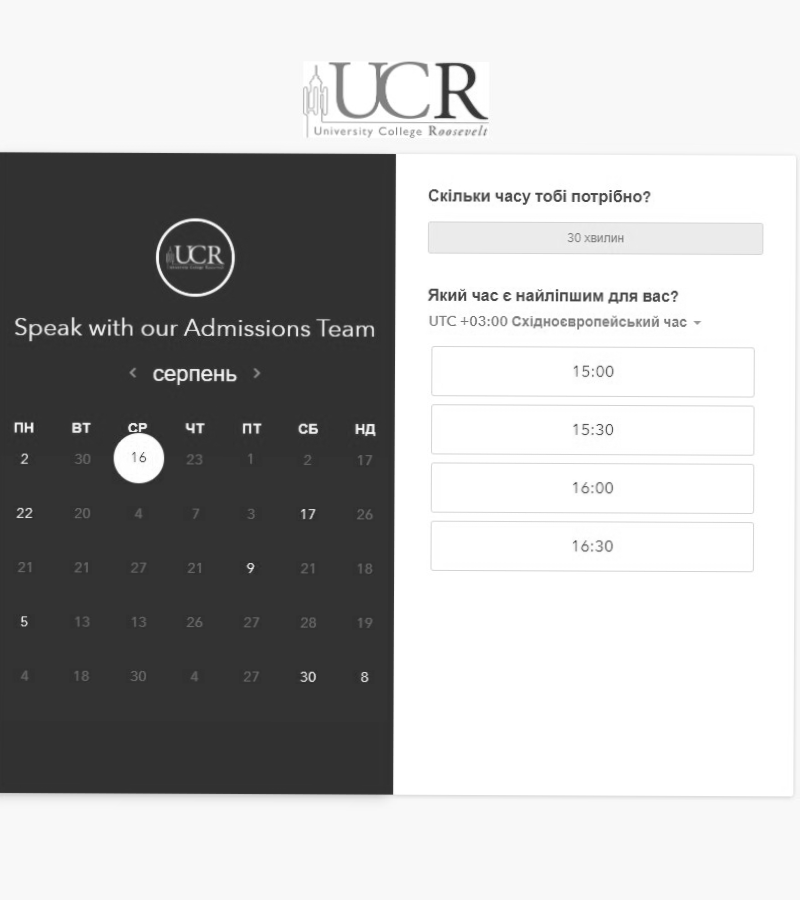 UCR
University College Roosevelt
UCR
University College Roosevelt
Speak with our Admissions Team
серпень
ПН ВТ СР ЧТ ПТ СБ НД
2 30 16 23 1 2 17
22 20 4 7 3 17 26
21 21 27 21 9 21 18
5 13 13 26 27 28 19
4 18 30 4 27 30 8
Скільки часу тобі потрібно?
30 хвилин
Який час є найліпшим для вас?
UTC +03:00 Східноєвропейський час
15:00
15:30
16:00
16:30